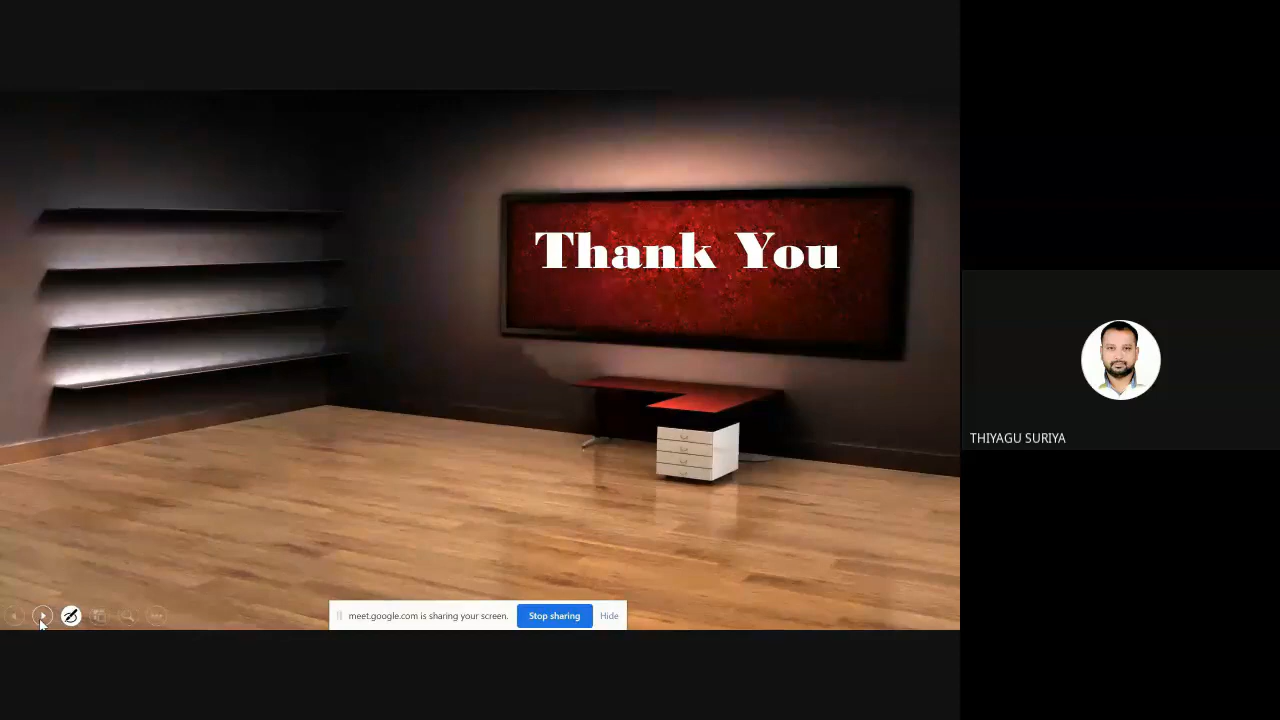 Thank You
THIYAGU SURIYA
meet.google.com is sharing your screen.
Stop sharing
Hide